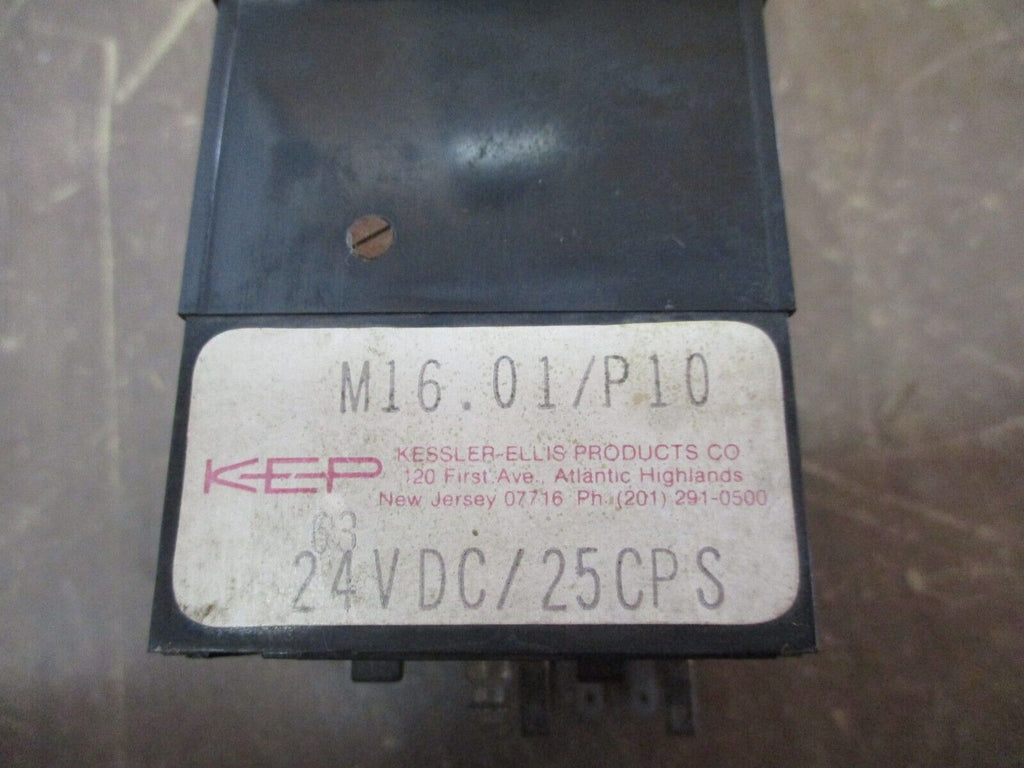 M16.01/P10
KEP
KESSLER-ELLIS PRODUCTS CO
120 First Ave., Atlantic Highlands
New Jersey 07716 Ph. (201) 291-0500
63
24VDC/25CPS